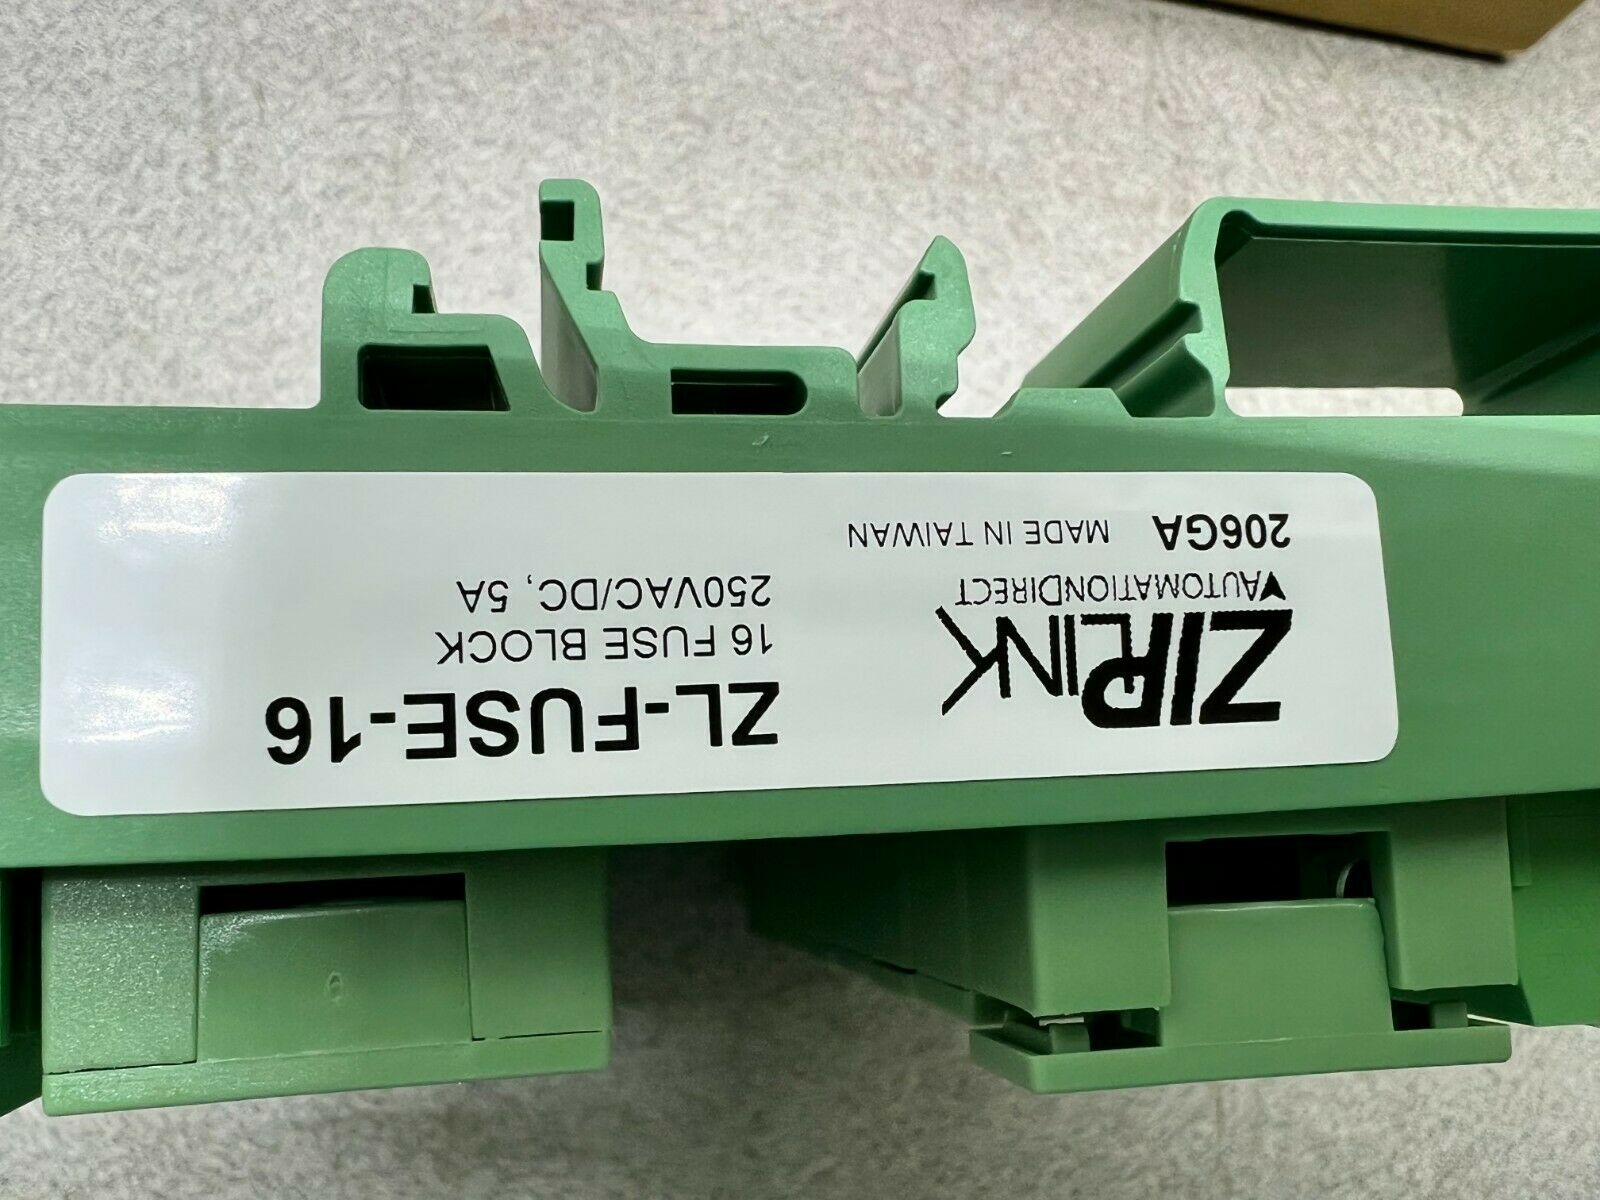 ZIPLINK
AUTOMATIONDIRECT
206GA MADE IN TAIWAN
ZL-FUSE-16
16 FUSE BLOCK
250VAC/DC, 5A